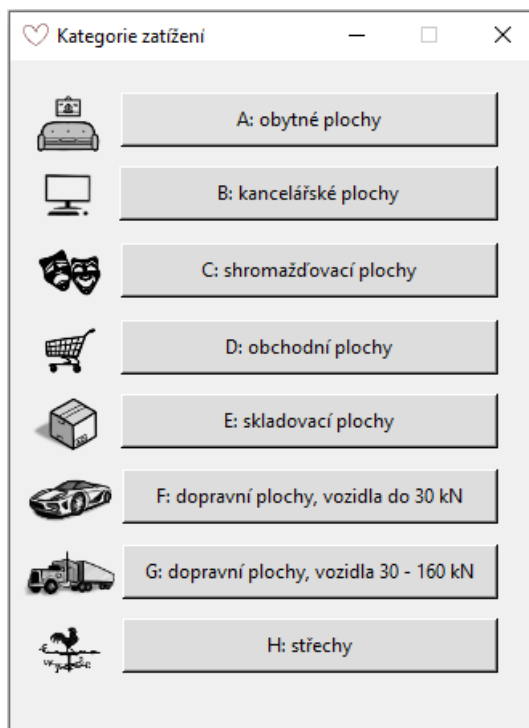 Kategorie zatížení
A: obytné plochy
B: kancelářské plochy
C: shromažďovací plochy
D: obchodní plochy
E: skladovací plochy
F: dopravní plochy, vozidla do 30 kN
G: dopravní plochy, vozidla 30 - 160 kN
H: střechy